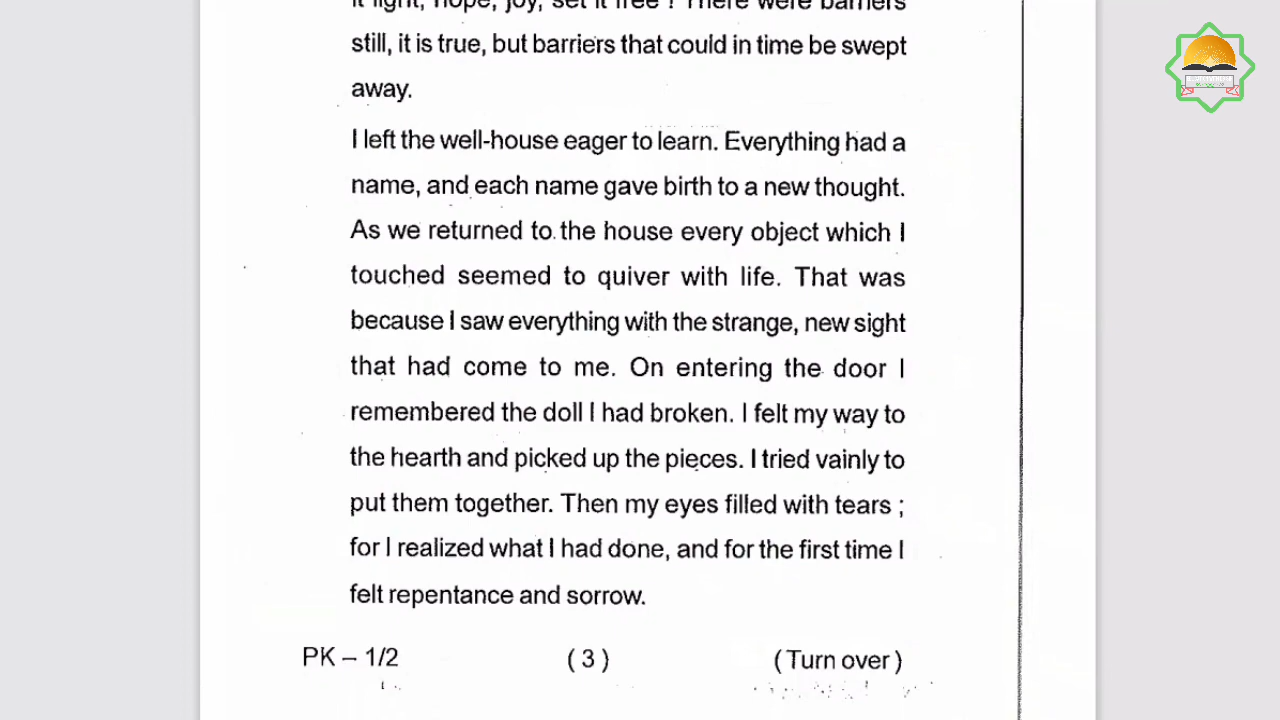 it light, hope, joy, set it free ! There were barriers
still, it is true, but barriers that could in time be swept
away.
I left the well-house eager to learn. Everything had a
name, and each name gave birth to a new thought.
As we returned to the house every object which I
touched seemed to quiver with life. That was
because I saw everything with the strange, new sight
that had come to me. On entering the door I
remembered the doll I had broken. I felt my way to
the hearth and picked up the pieces. I tried vainly to
put them together. Then my eyes filled with tears ;
for I realized what I had done, and for the first time I
felt repentance and sorrow.
PK – 1/2 ( 3 ) ( Turn over )